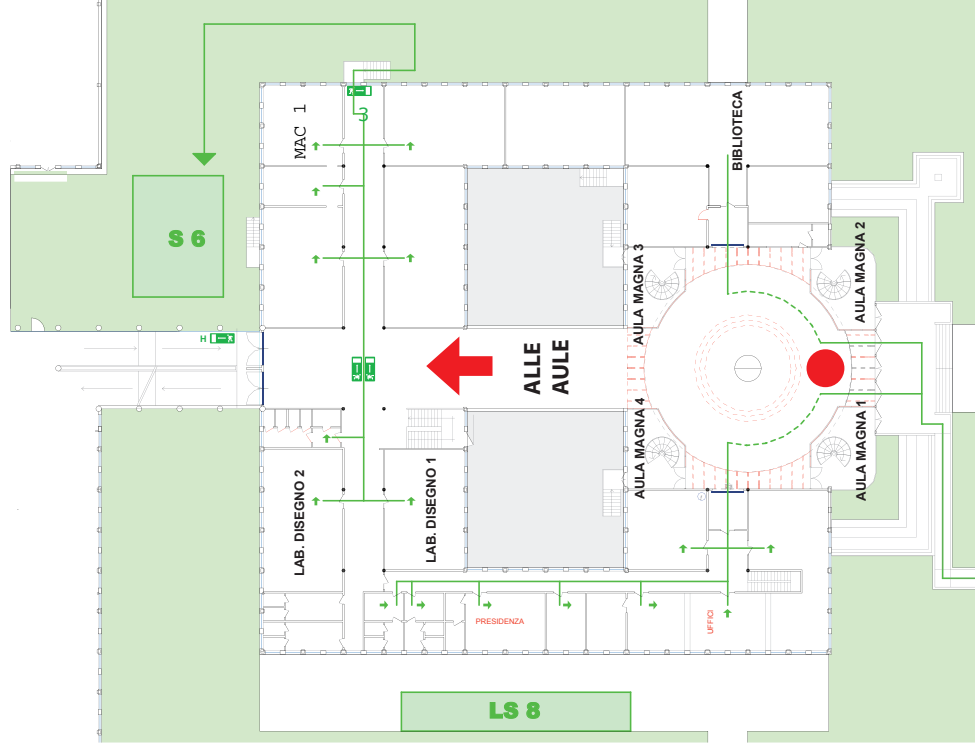 3
MAC 1
BIBLIOTECA
S 6
AULA MAGNA 3
AULA MAGNA 2
H
ALLE
AULE
AULA MAGNA 4
AULA MAGNA 1
LAB. DISEGNO 2
LAB. DISEGNO 1
PRESIDENZA
UFFICI
LS 8